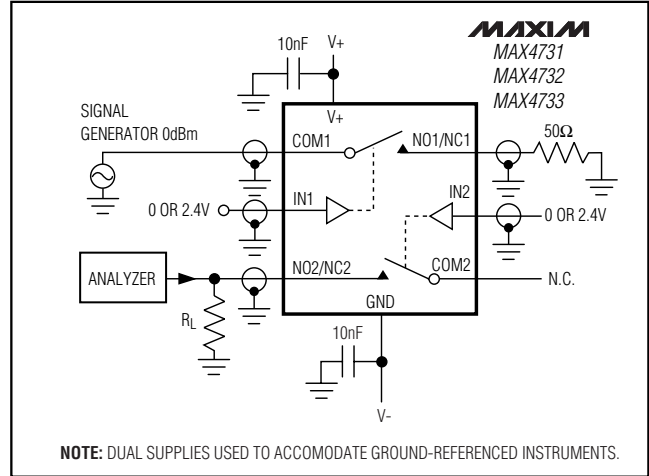 MAXIM
MAX4731
MAX4732
MAX4733
10nF
V+
V+
SIGNAL
GENERATOR 0dBm
COM1
NO1/NC1
50Ω
IN1
IN2
0 OR 2.4V
0 OR 2.4V
ANALYZER
NO2/NC2
COM2
N.C.
RL
GND
10nF
V-
NOTE: DUAL SUPPLIES USED TO ACCOMODATE GROUND-REFERENCED INSTRUMENTS.